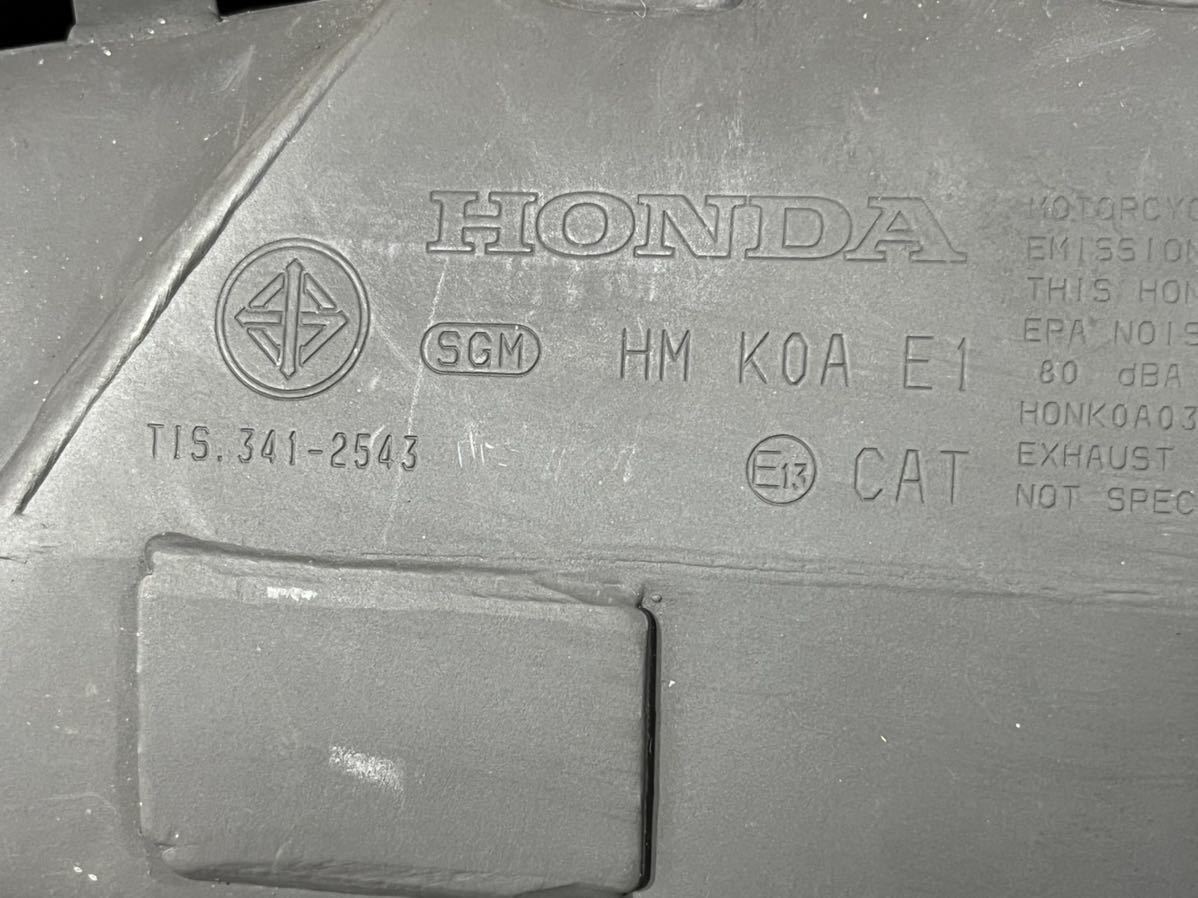 HONDA
SGM HM K0A E1
TIS.341-2543
E13 CAT
EMISSION
THIS HON
EPA NOIS
80 dBA
HONK0A03
EXHAUST
NOT SPEC